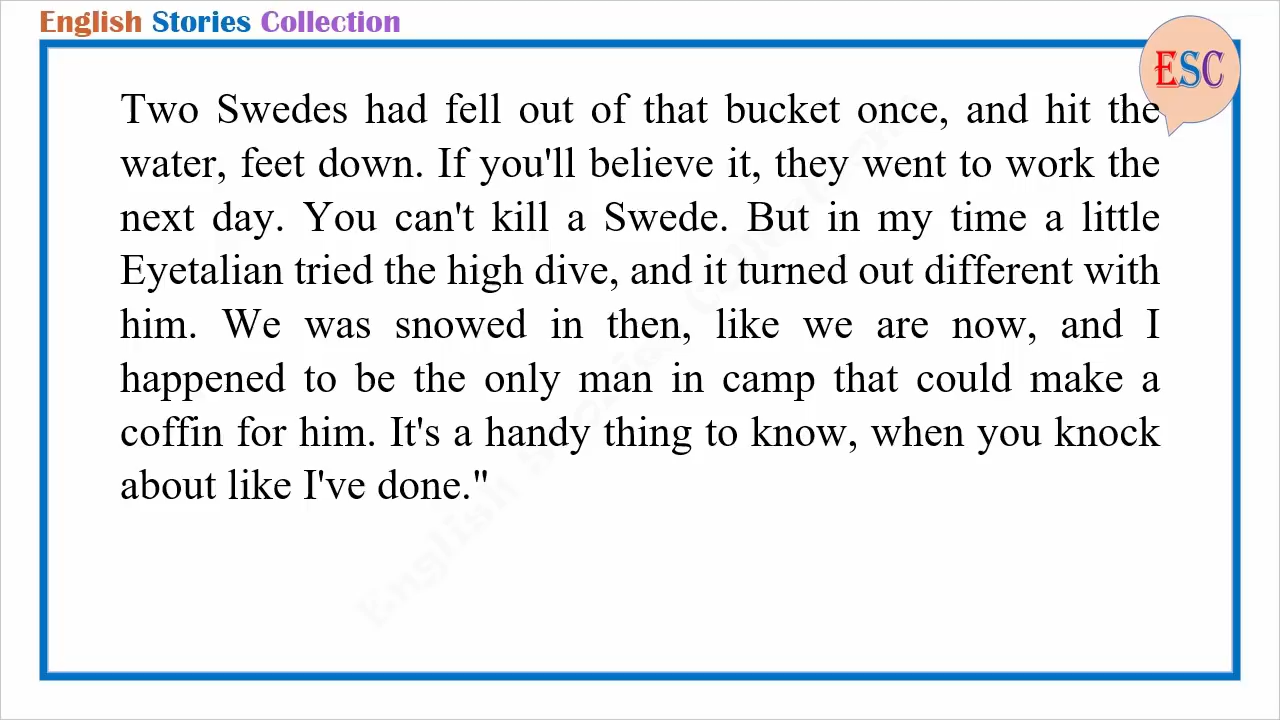 English Stories Collection
ESC
Two Swedes had fell out of that bucket once, and hit the
water, feet down. If you'll believe it, they went to work the
next day. You can't kill a Swede. But in my time a little
Eyetalian tried the high dive, and it turned out different with
him. We was snowed in then, like we are now, and I
happened to be the only man in camp that could make a
coffin for him. It's a handy thing to know, when you knock
about like I've done."
English Stories Collection